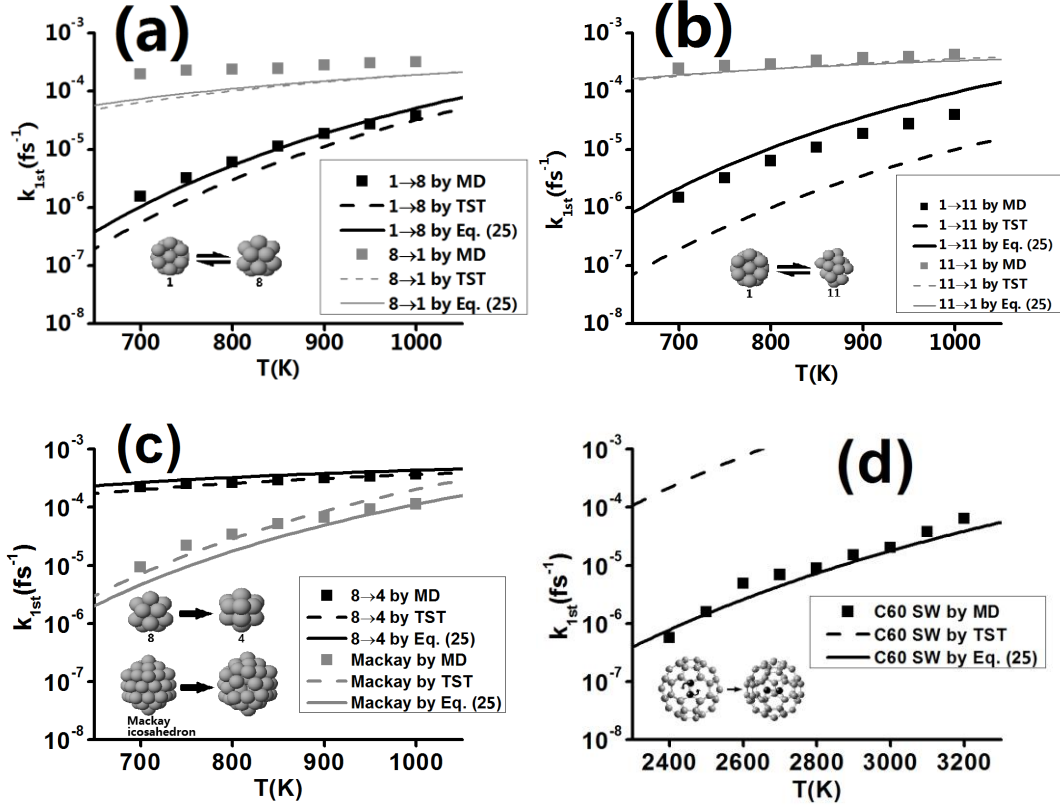 (a)
10-3
10-4
10-5
10-6
10-7
10-8
k1st(fs-1)
1→8 by MD
1→8 by TST
1→8 by Eq. (25)
8→1 by MD
8→1 by TST
8→1 by Eq. (25)
1
8
700 800 900 1000
T(K)
(b)
10-3
10-4
10-5
10-6
10-7
10-8
k1st(fs-1)
1→11 by MD
1→11 by TST
1→11 by Eq. (25)
11→1 by MD
11→1 by TST
11→1 by Eq. (25)
1
11
700 800 900 1000
T(K)
(c)
10-3
10-4
10-5
10-6
10-7
10-8
k1st(fs-1)
8→4 by MD
8→4 by TST
8→4 by Eq. (25)
Mackay by MD
Mackay by TST
Mackay by Eq. (25)
8
4
Mackay
icosahedron
700 800 900 1000
T(K)
(d)
10-3
10-4
10-5
10-6
10-7
10-8
k1st(fs-1)
C60 SW by MD
C60 SW by TST
C60 SW by Eq. (25)
2400 2600 2800 3000 3200
T(K)